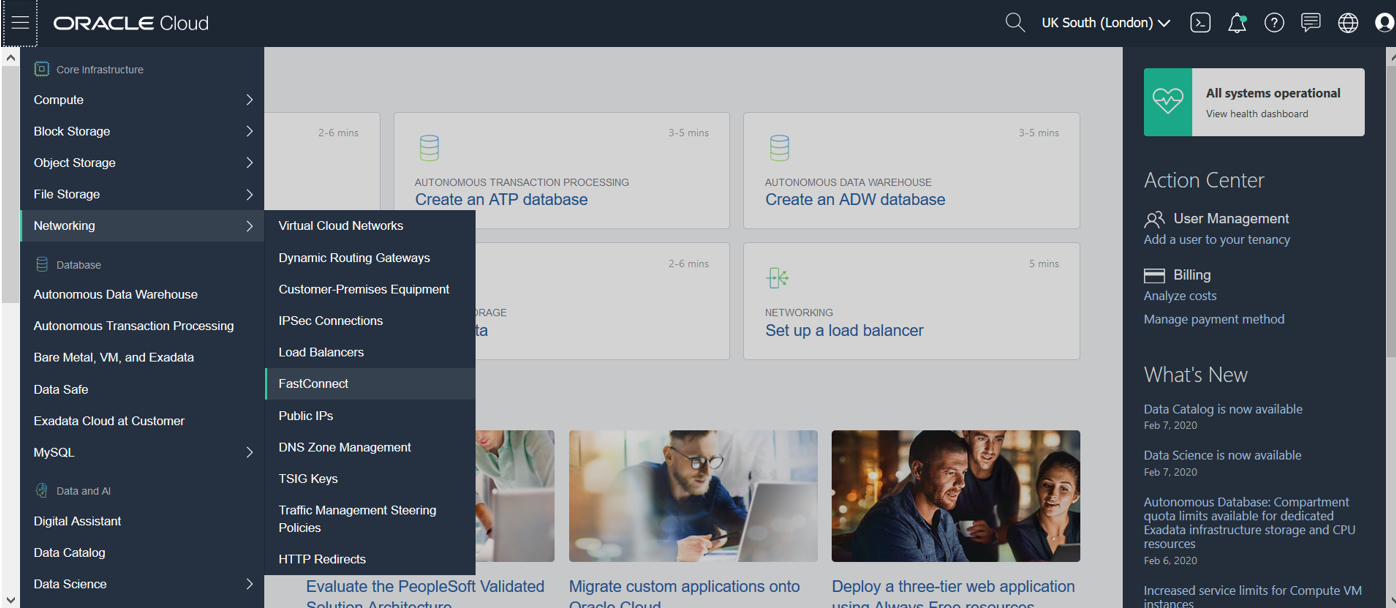 ORACLE Cloud
UK South (London)
Core Infrastructure
Compute
Block Storage
Object Storage
File Storage
Networking
Database
Autonomous Data Warehouse
Autonomous Transaction Processing
Bare Metal, VM, and Exadata
Data Safe
Exadata Cloud at Customer
MySQL
Data and AI
Digital Assistant
Data Catalog
Data Science
Virtual Cloud Networks
Dynamic Routing Gateways
Customer-Premises Equipment
IPSec Connections
Load Balancers
FastConnect
Public IPs
DNS Zone Management
TSIG Keys
Traffic Management Steering
Policies
HTTP Redirects
2-6 mins
3-5 mins
AUTONOMOUS TRANSACTION PROCESSING
Create an ATP database
3-5 mins
AUTONOMOUS DATA WAREHOUSE
Create an ADW database
2-6 mins
5 mins
NETWORKING
Set up a load balancer
Evaluate the PeopleSoft Validated
Solution Architecture
Migrate custom applications onto
Oracle Cloud
Deploy a three-tier web application
using Always Free resources
All systems operational
View health dashboard
Action Center
User Management
Add a user to your tenancy
Billing
Analyze costs
Manage payment method
What's New
Data Catalog is now available
Feb 7, 2020
Data Science is now available
Feb 7, 2020
Autonomous Database: Compartment
quota limits available for dedicated
Exadata infrastructure storage and CPU
resources
Feb 6, 2020
Increased service limits for Compute VM
instances